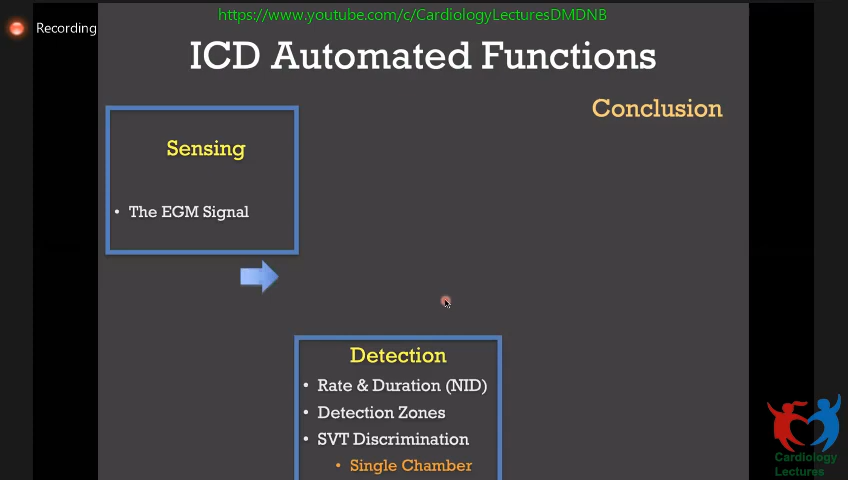 https://www.youtube.com/c/CardiologyLecturesDMDNB
Recording
ICD Automated Functions
Conclusion
Sensing
• The EGM Signal
Detection
• Rate & Duration (NID)
• Detection Zones
• SVT Discrimination
• Single Chamber
Cardiology
Lectures